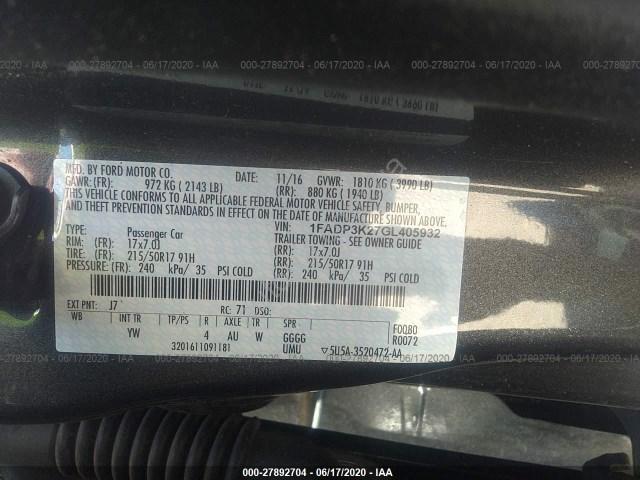 000-27892704 - 06/17/2020 - IAA
MFD. BY FORD MOTOR CO. DATE: 11/16 GVWR: 1810 KG ( 3990 LB)
GAWR:(FR): 972 KG ( 2143 LB) (RR): 880 KG ( 1940 LB)
THIS VEHICLE CONFORMS TO ALL APPLICABLE FEDERAL MOTOR VEHICLE SAFETY, BUMPER,
AND THEFT PREVENTION STANDARDS IN EFFECT ON THE DATE OF MANUFACTURE SHOWN ABOVE.
VIN: 1FADP3K27GL405932
TYPE: Passenger Car TRAILER TOWING - SEE OWNER GUIDE
RIM: (FR): 17x7.0J (RR): 17x7.0J
TIRE: (FR): 215/50R17 91H (RR): 215/50R17 91H
PRESSURE: (FR) 240 kPa/ 35 PSI COLD (RR) 240 kPa/ 35 PSI COLD
EXT PNT: J7 RC: 71 DSO:
WB INT TR TP/PS R AXLE TR SPR F0QB0
YW 4 AU W GGGG R0072
3201611091181 UMU ▽5U5A-3520472-AA
000-27892704 - 06/17/2020 - IAA